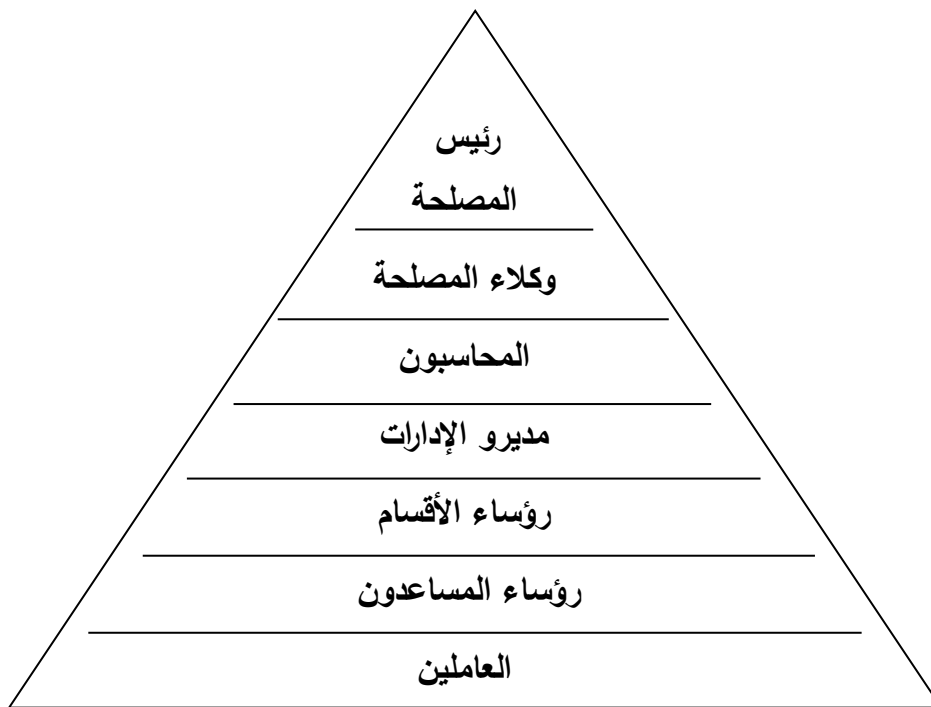 رئيس
المصلحة
وكلاء المصلحة
المحاسبون
مديرو الإدارات
رؤساء الأقسام
رؤساء المساعدون
العاملين